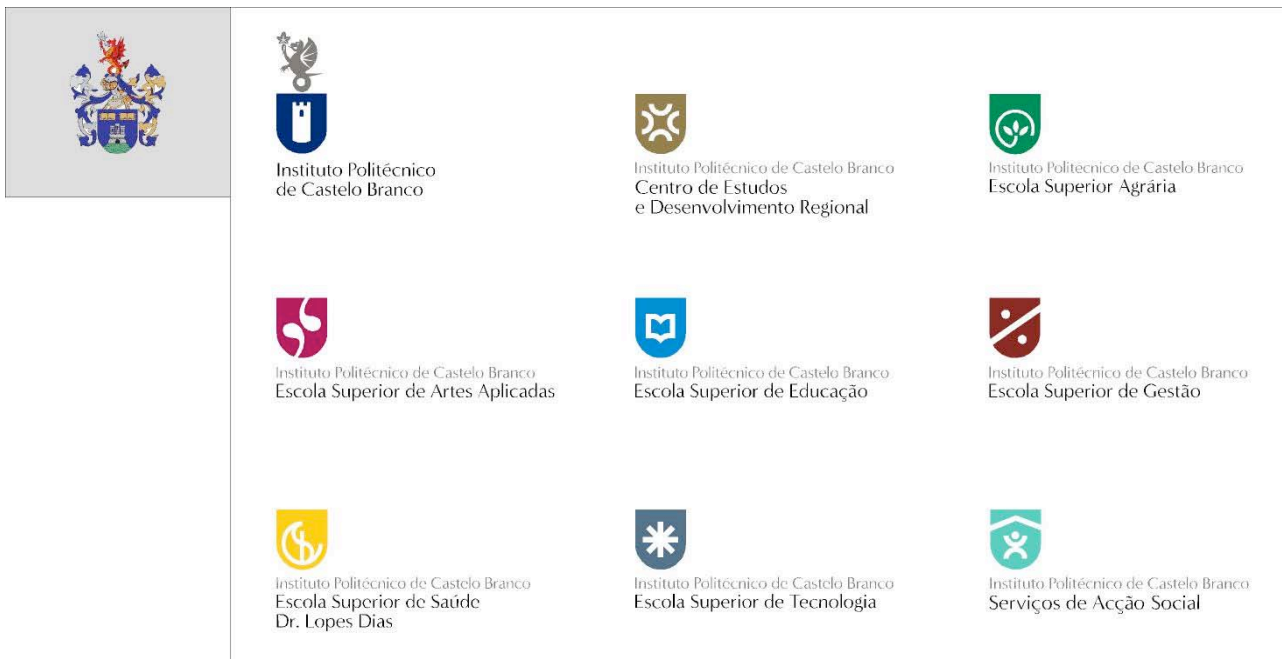 Instituto Politécnico
de Castelo Branco
Instituto Politécnico de Castelo Branco
Centro de Estudos
e Desenvolvimento Regional
Instituto Politécnico de Castelo Branco
Escola Superior Agrária
Instituto Politécnico de Castelo Branco
Escola Superior de Artes Aplicadas
Instituto Politécnico de Castelo Branco
Escola Superior de Educação
Instituto Politécnico de Castelo Branco
Escola Superior de Gestão
Instituto Politécnico de Castelo Branco
Escola Superior de Saúde
Dr. Lopes Dias
Instituto Politécnico de Castelo Branco
Escola Superior de Tecnologia
Instituto Politécnico de Castelo Branco
Serviços de Acção Social